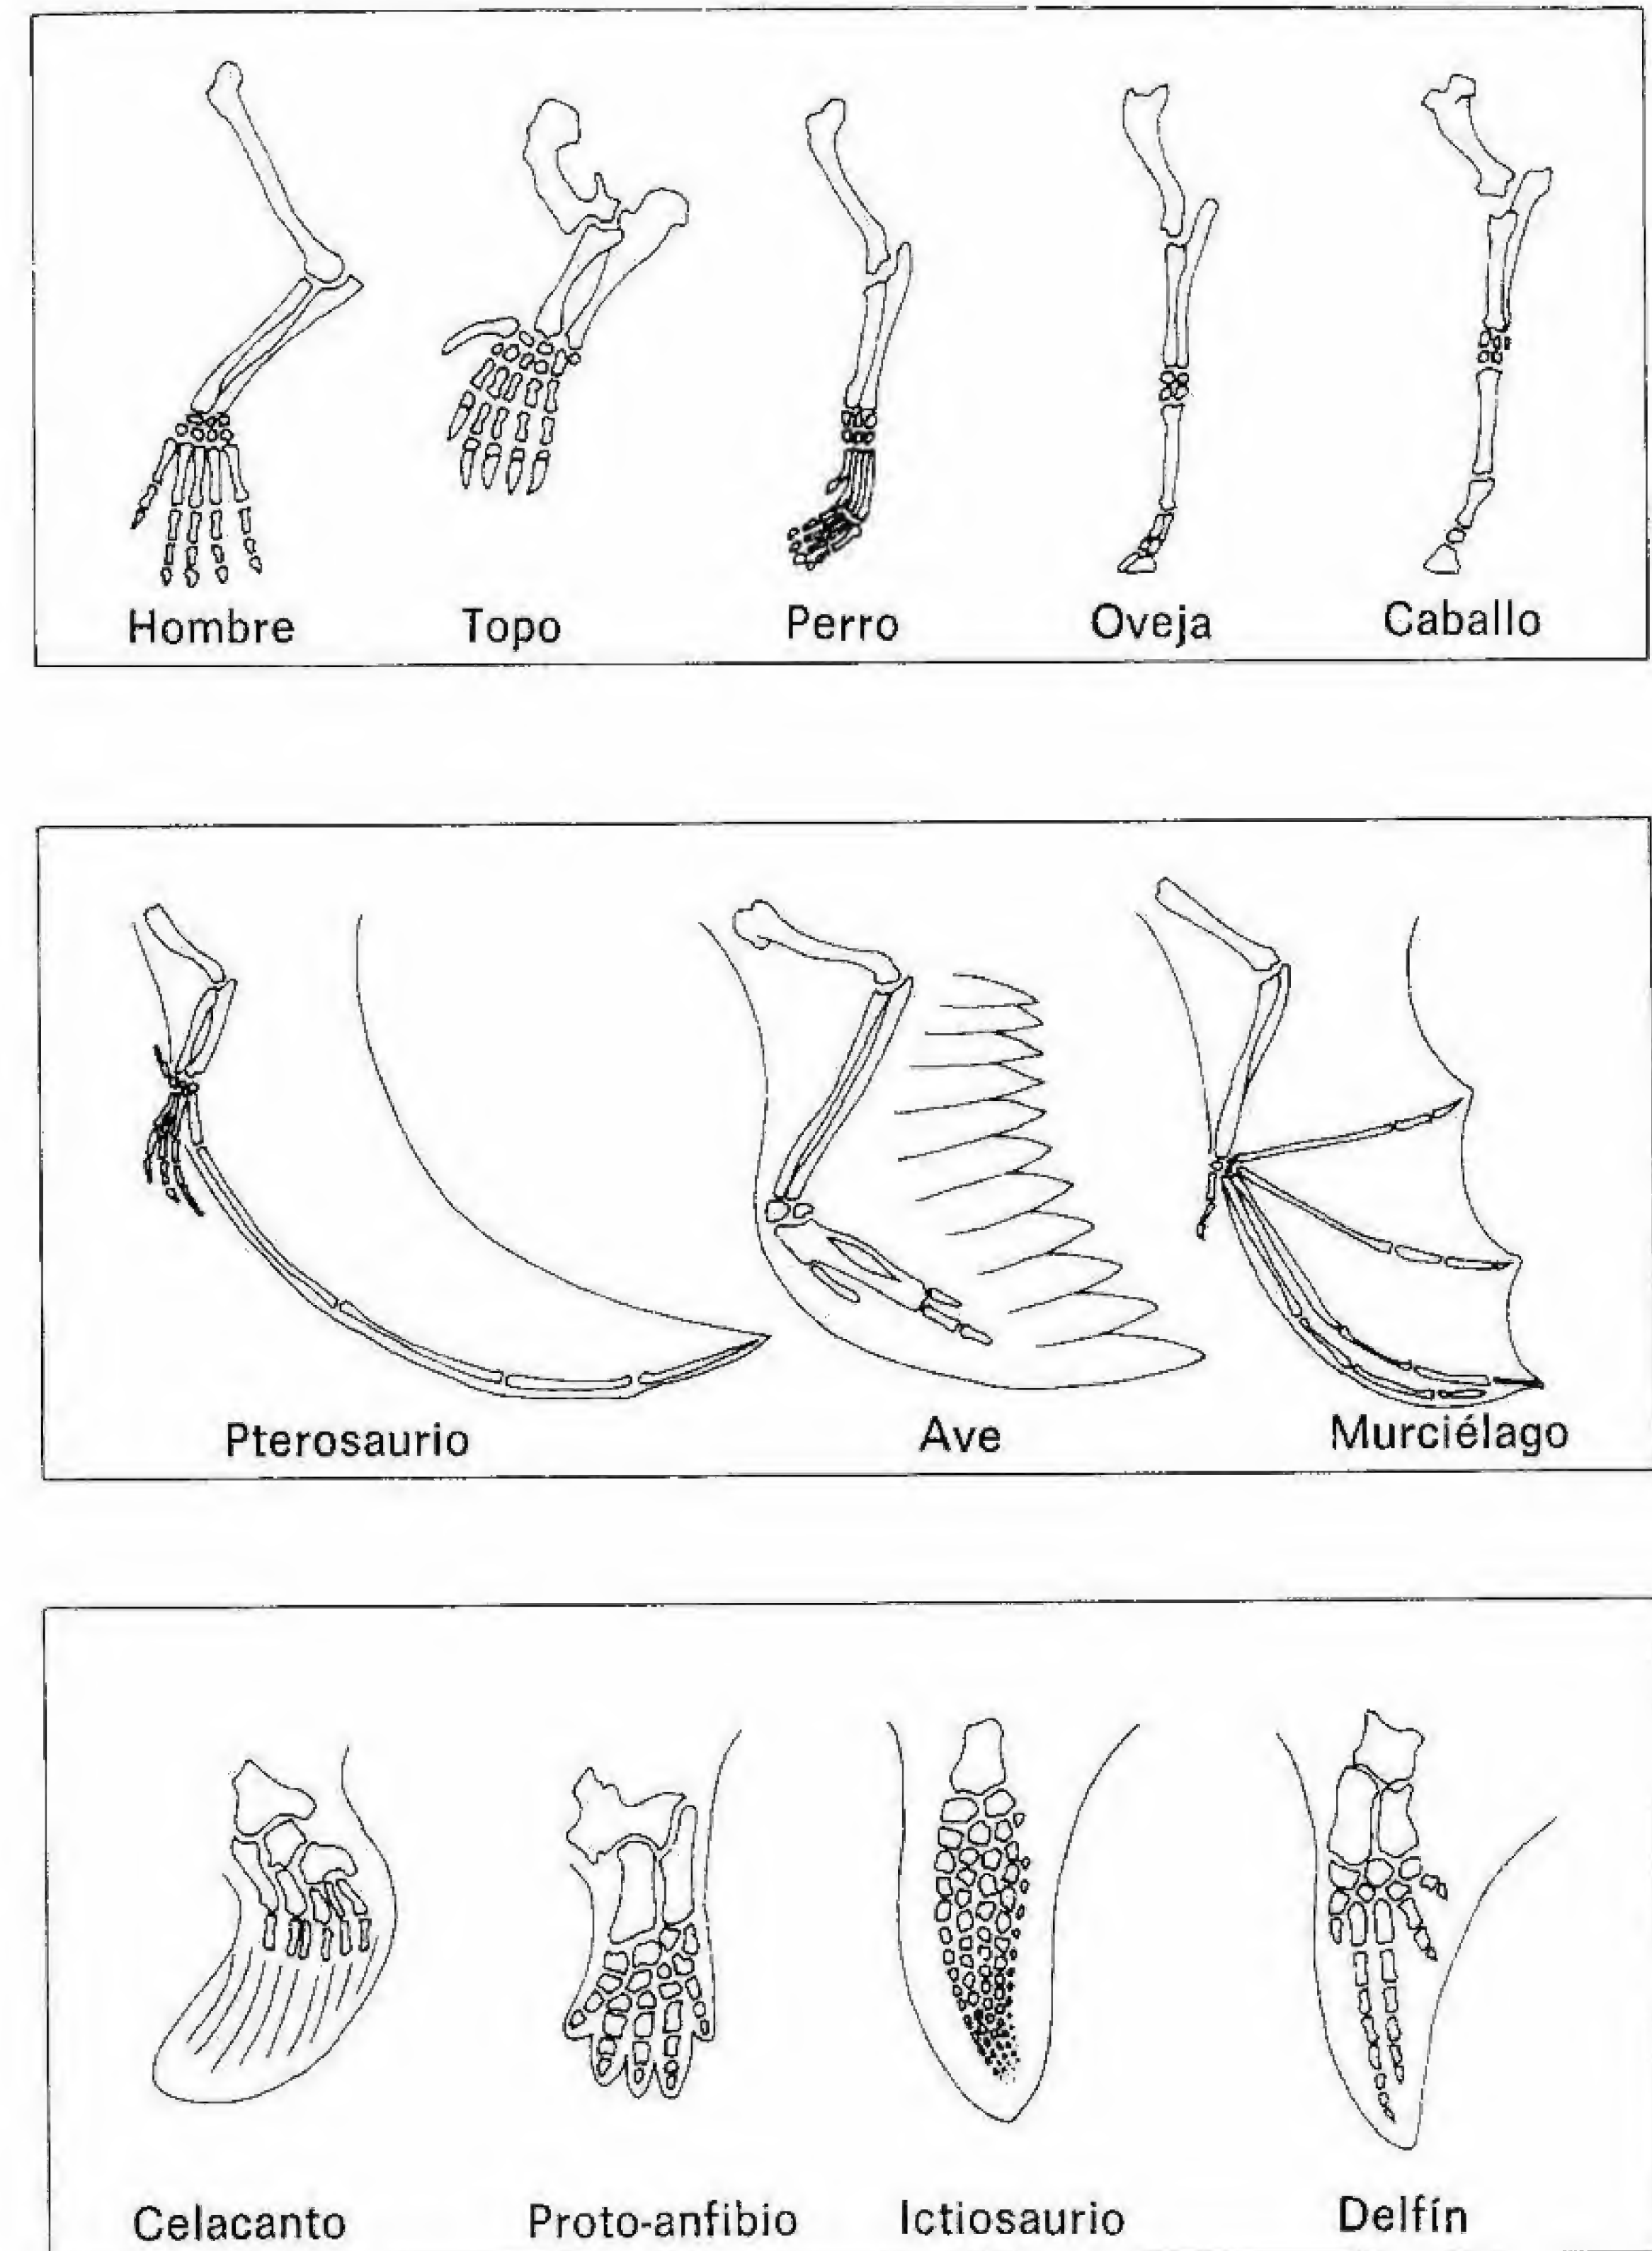 Hombre Topo Perro Oveja Caballo
Pterosaurio Ave Murciélago
Celacanto Proto-anfibio Ictiosaurio Delfín